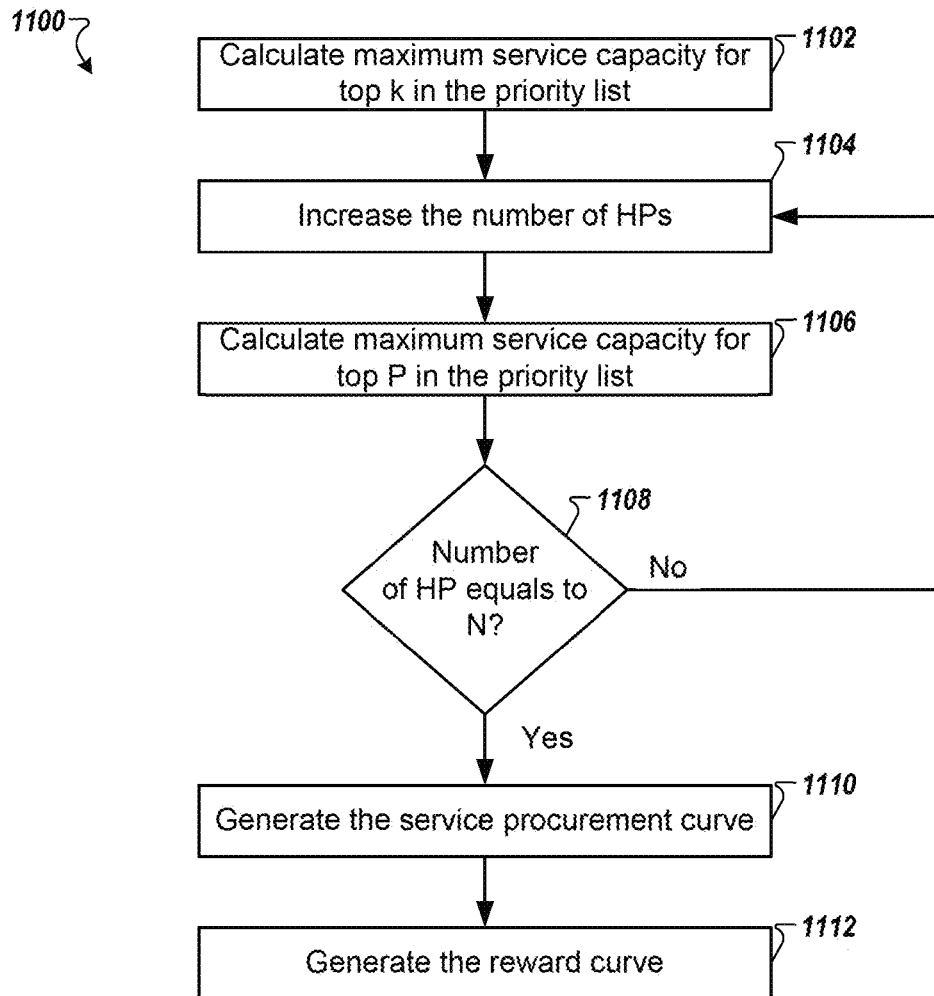 1100
1102
Calculate maximum service capacity for
top k in the priority list
1104
Increase the number of HPs
1106
Calculate maximum service capacity for
top P in the priority list
1108
Number
of HP equals to
N?
No
Yes
1110
Generate the service procurement curve
1112
Generate the reward curve